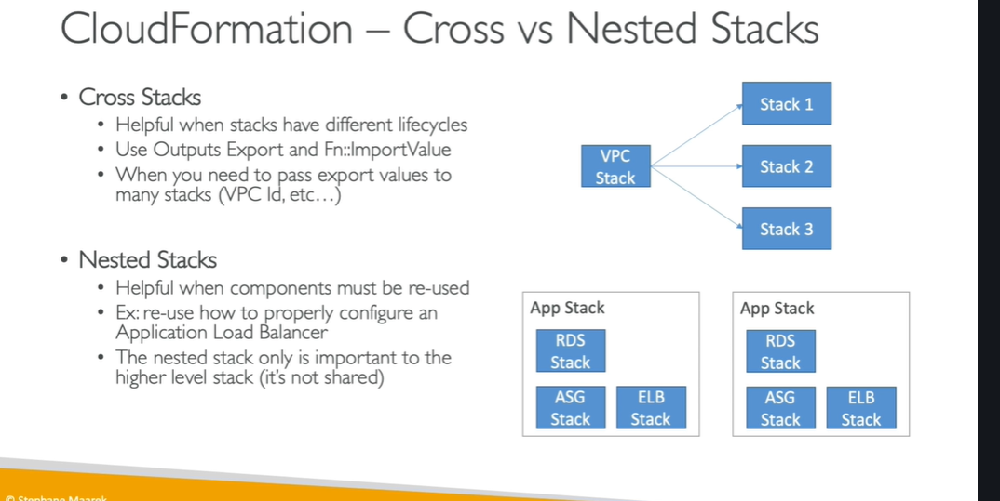 CloudFormation – Cross vs Nested Stacks
• Cross Stacks
• Helpful when stacks have different lifecycles
• Use Outputs Export and Fn::ImportValue
• When you need to pass export values to
many stacks (VPC Id, etc…)
• Nested Stacks
• Helpful when components must be re-used
• Ex: re-use how to properly configure an
Application Load Balancer
• The nested stack only is important to the
higher level stack (it's not shared)
VPC
Stack
Stack 1
Stack 2
Stack 3
App Stack
RDS
Stack
ASG
Stack
ELB
Stack
App Stack
RDS
Stack
ASG
Stack
ELB
Stack
© Stephane Maarek